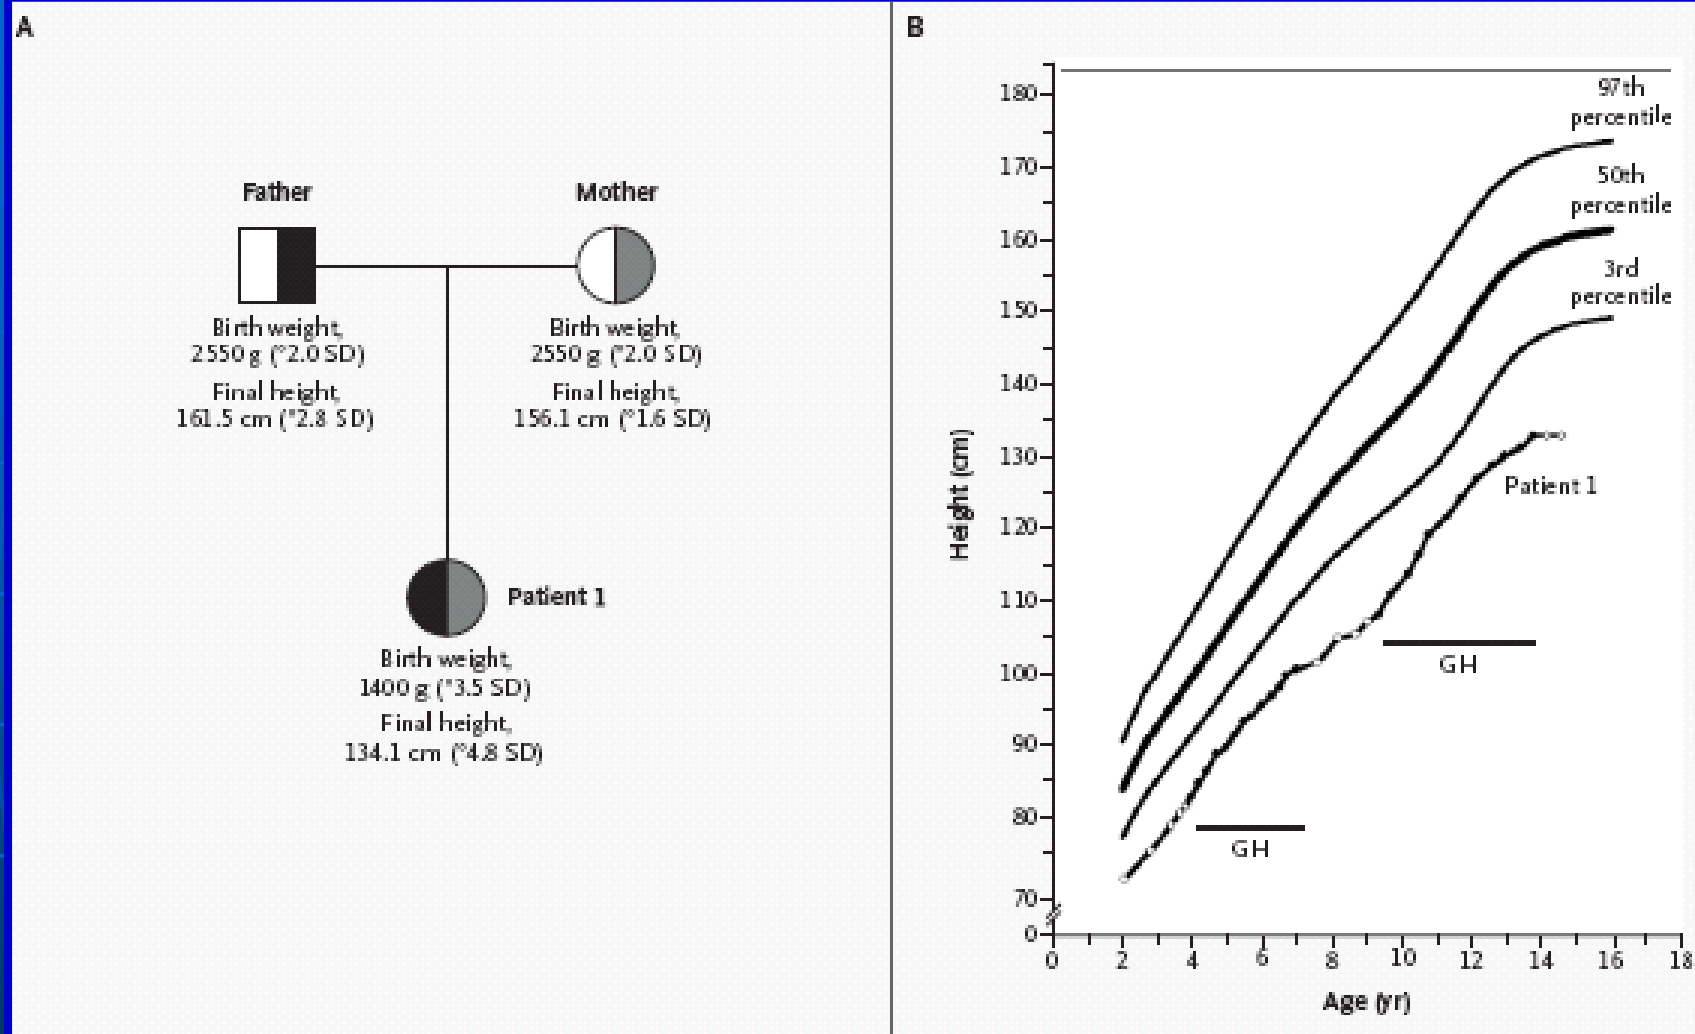 A
Father
Mother
Birth weight,
2550 g (°2.0 SD)
Final height,
161.5 cm (°2.8 SD)
Birth weight,
2550 g (°2.0 SD)
Final height,
156.1 cm (°1.6 SD)
Patient 1
Birth weight,
1400 g (°3.5 SD)
Final height,
134.1 cm (°4.8 SD)
B
Height (cm)
180
170
160
150
140
130
120
110
100
90
80
70
0
97th
percentile
50th
percentile
3rd
percentile
Patient 1
GH
GH
0 2 4 6 8 10 12 14 16 18
Age (yr)